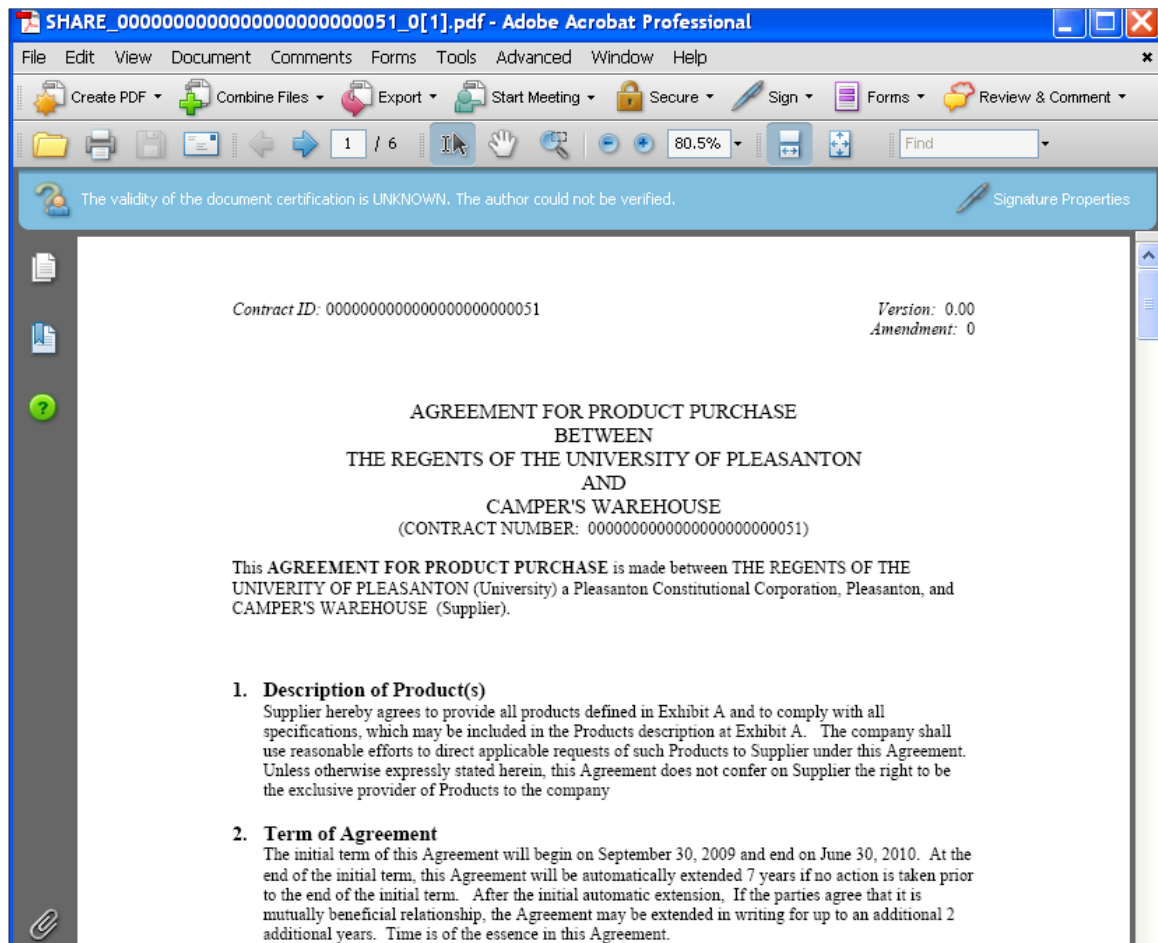 SHARE_0000000000000000000000051_0[1].pdf - Adobe Acrobat Professional
File Edit View Document Comments Forms Tools Advanced Window Help
Create PDF Combine Files Export Start Meeting Secure Sign Forms Review & Comment
1 / 6 80.5% Find
The validity of the document certification is UNKNOWN. The author could not be verified. Signature Properties
Contract ID: 0000000000000000000000051 Version: 0.00
Amendment: 0
AGREEMENT FOR PRODUCT PURCHASE
BETWEEN
THE REGENTS OF THE UNIVERSITY OF PLEASANTON
AND
CAMPER'S WAREHOUSE
(CONTRACT NUMBER: 0000000000000000000000051)
This AGREEMENT FOR PRODUCT PURCHASE is made between THE REGENTS OF THE
UNIVERITY OF PLEASANTON (University) a Pleasanton Constitutional Corporation, Pleasanton, and
CAMPER'S WAREHOUSE (Supplier).
1. Description of Product(s)
Supplier hereby agrees to provide all products defined in Exhibit A and to comply with all
specifications, which may be included in the Products description at Exhibit A. The company shall
use reasonable efforts to direct applicable requests of such Products to Supplier under this Agreement.
Unless otherwise expressly stated herein, this Agreement does not confer on Supplier the right to be
the exclusive provider of Products to the company
2. Term of Agreement
The initial term of this Agreement will begin on September 30, 2009 and end on June 30, 2010. At the
end of the initial term, this Agreement will be automatically extended 7 years if no action is taken prior
to the end of the initial term. After the initial automatic extension, If the parties agree that it is
mutually beneficial relationship, the Agreement may be extended in writing for up to an additional 2
additional years. Time is of the essence in this Agreement.